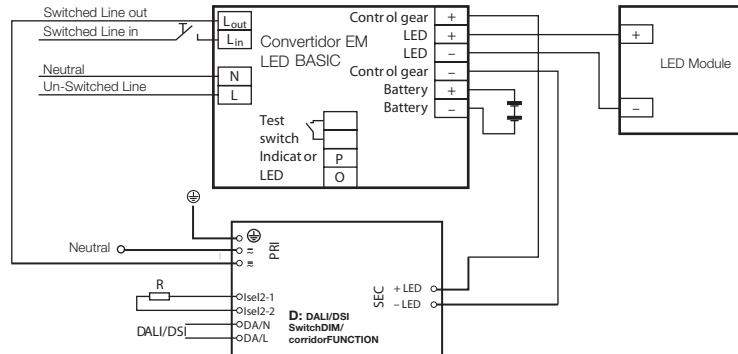 Switched Line out
Switched Line in
Neutral
Un-Switched Line
Lout
Lin
N
L
Convertidor EM
LED BASIC
Control gear +
LED +
LED –
Control gear –
Battery +
Battery –
Test
switch
Indicator P
LED O
+
–
LED Module
Neutral
PRI
R
Isel2-1
Isel2-2
DALI/DSI
DA/N
DA/L
D: DALI/DSI
SwitchDIM/
corridorFUNCTION
SEC
+ LED
– LED